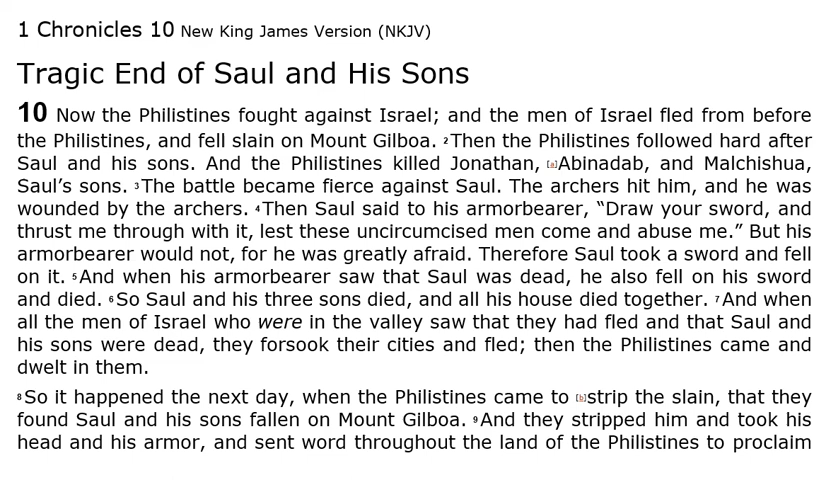 1 Chronicles 10 New King James Version (NKJV)
Tragic End of Saul and His Sons
10 Now the Philistines fought against Israel; and the men of Israel fled from before
the Philistines, and fell slain on Mount Gilboa. 2 Then the Philistines followed hard after
Saul and his sons. And the Philistines killed Jonathan, [a]Abinadab, and Malchishua,
Saul’s sons. 3 The battle became fierce against Saul. The archers hit him, and he was
wounded by the archers. 4 Then Saul said to his armorbearer, “Draw your sword, and
thrust me through with it, lest these uncircumcised men come and abuse me.” But his
armorbearer would not, for he was greatly afraid. Therefore Saul took a sword and fell
on it. 5 And when his armorbearer saw that Saul was dead, he also fell on his sword
and died. 6 So Saul and his three sons died, and all his house died together. 7 And when
all the men of Israel who were in the valley saw that they had fled and that Saul and
his sons were dead, they forsook their cities and fled; then the Philistines came and
dwelt in them.
8 So it happened the next day, when the Philistines came to [b]strip the slain, that they
found Saul and his sons fallen on Mount Gilboa. 9 And they stripped him and took his
head and his armor, and sent word throughout the land of the Philistines to proclaim